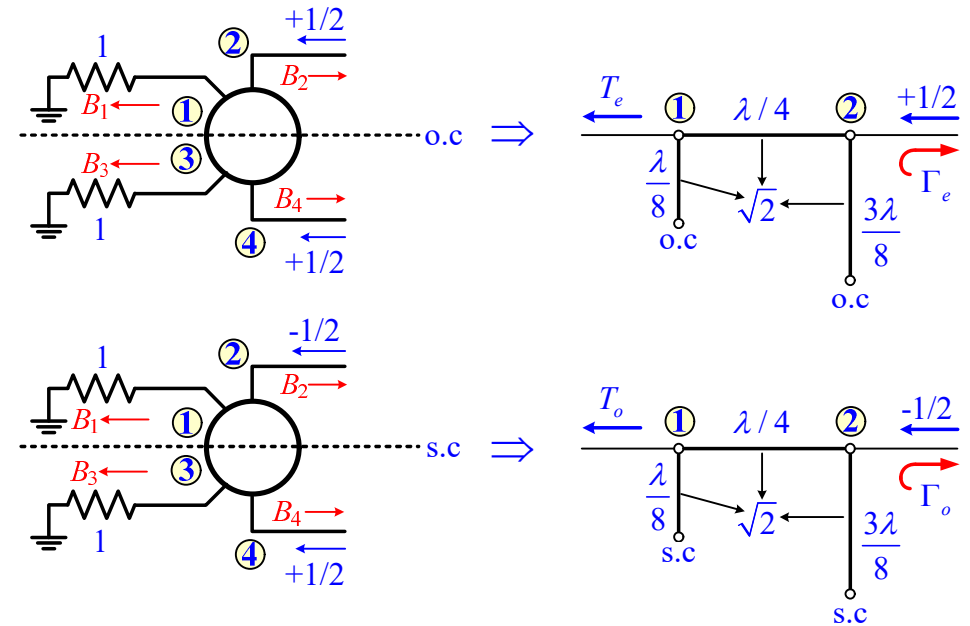 +1/2
②
1
B₂
B₁
①
o.c
③
B₃
B₄
1
④
+1/2
⇒
Tₑ
①
λ / 4
②
+1/2
Γₑ
λ/8
√2
3λ/8
o.c
o.c
-1/2
②
1
B₂
B₁
①
s.c
③
B₃
B₄
1
④
+1/2
⇒
Tₒ
①
λ / 4
②
-1/2
Γₒ
λ/8
√2
3λ/8
s.c
s.c